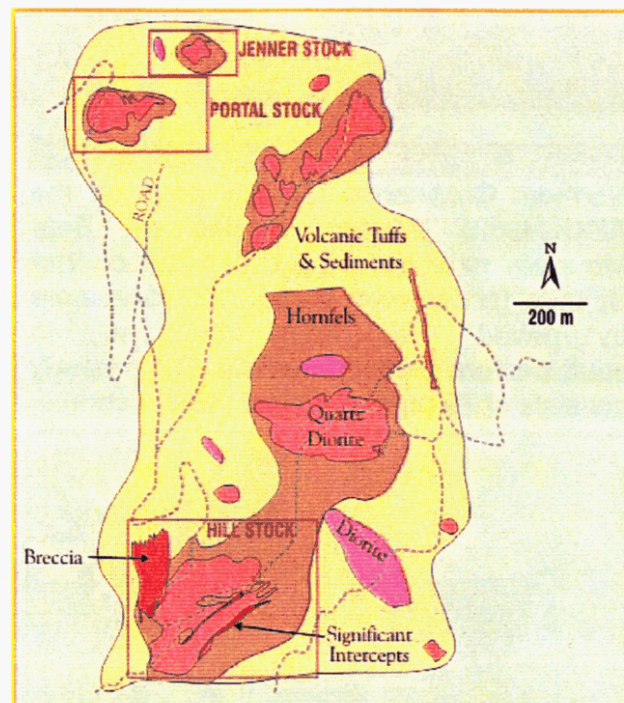 JENNER STOCK
PORTAL STOCK
ROAD
Volcanic Tuffs
& Sediments
N
200 m
Hornfels
Quartz
Diorite
HILL STOCK
Breccia
Diorite
Significant
Intercepts